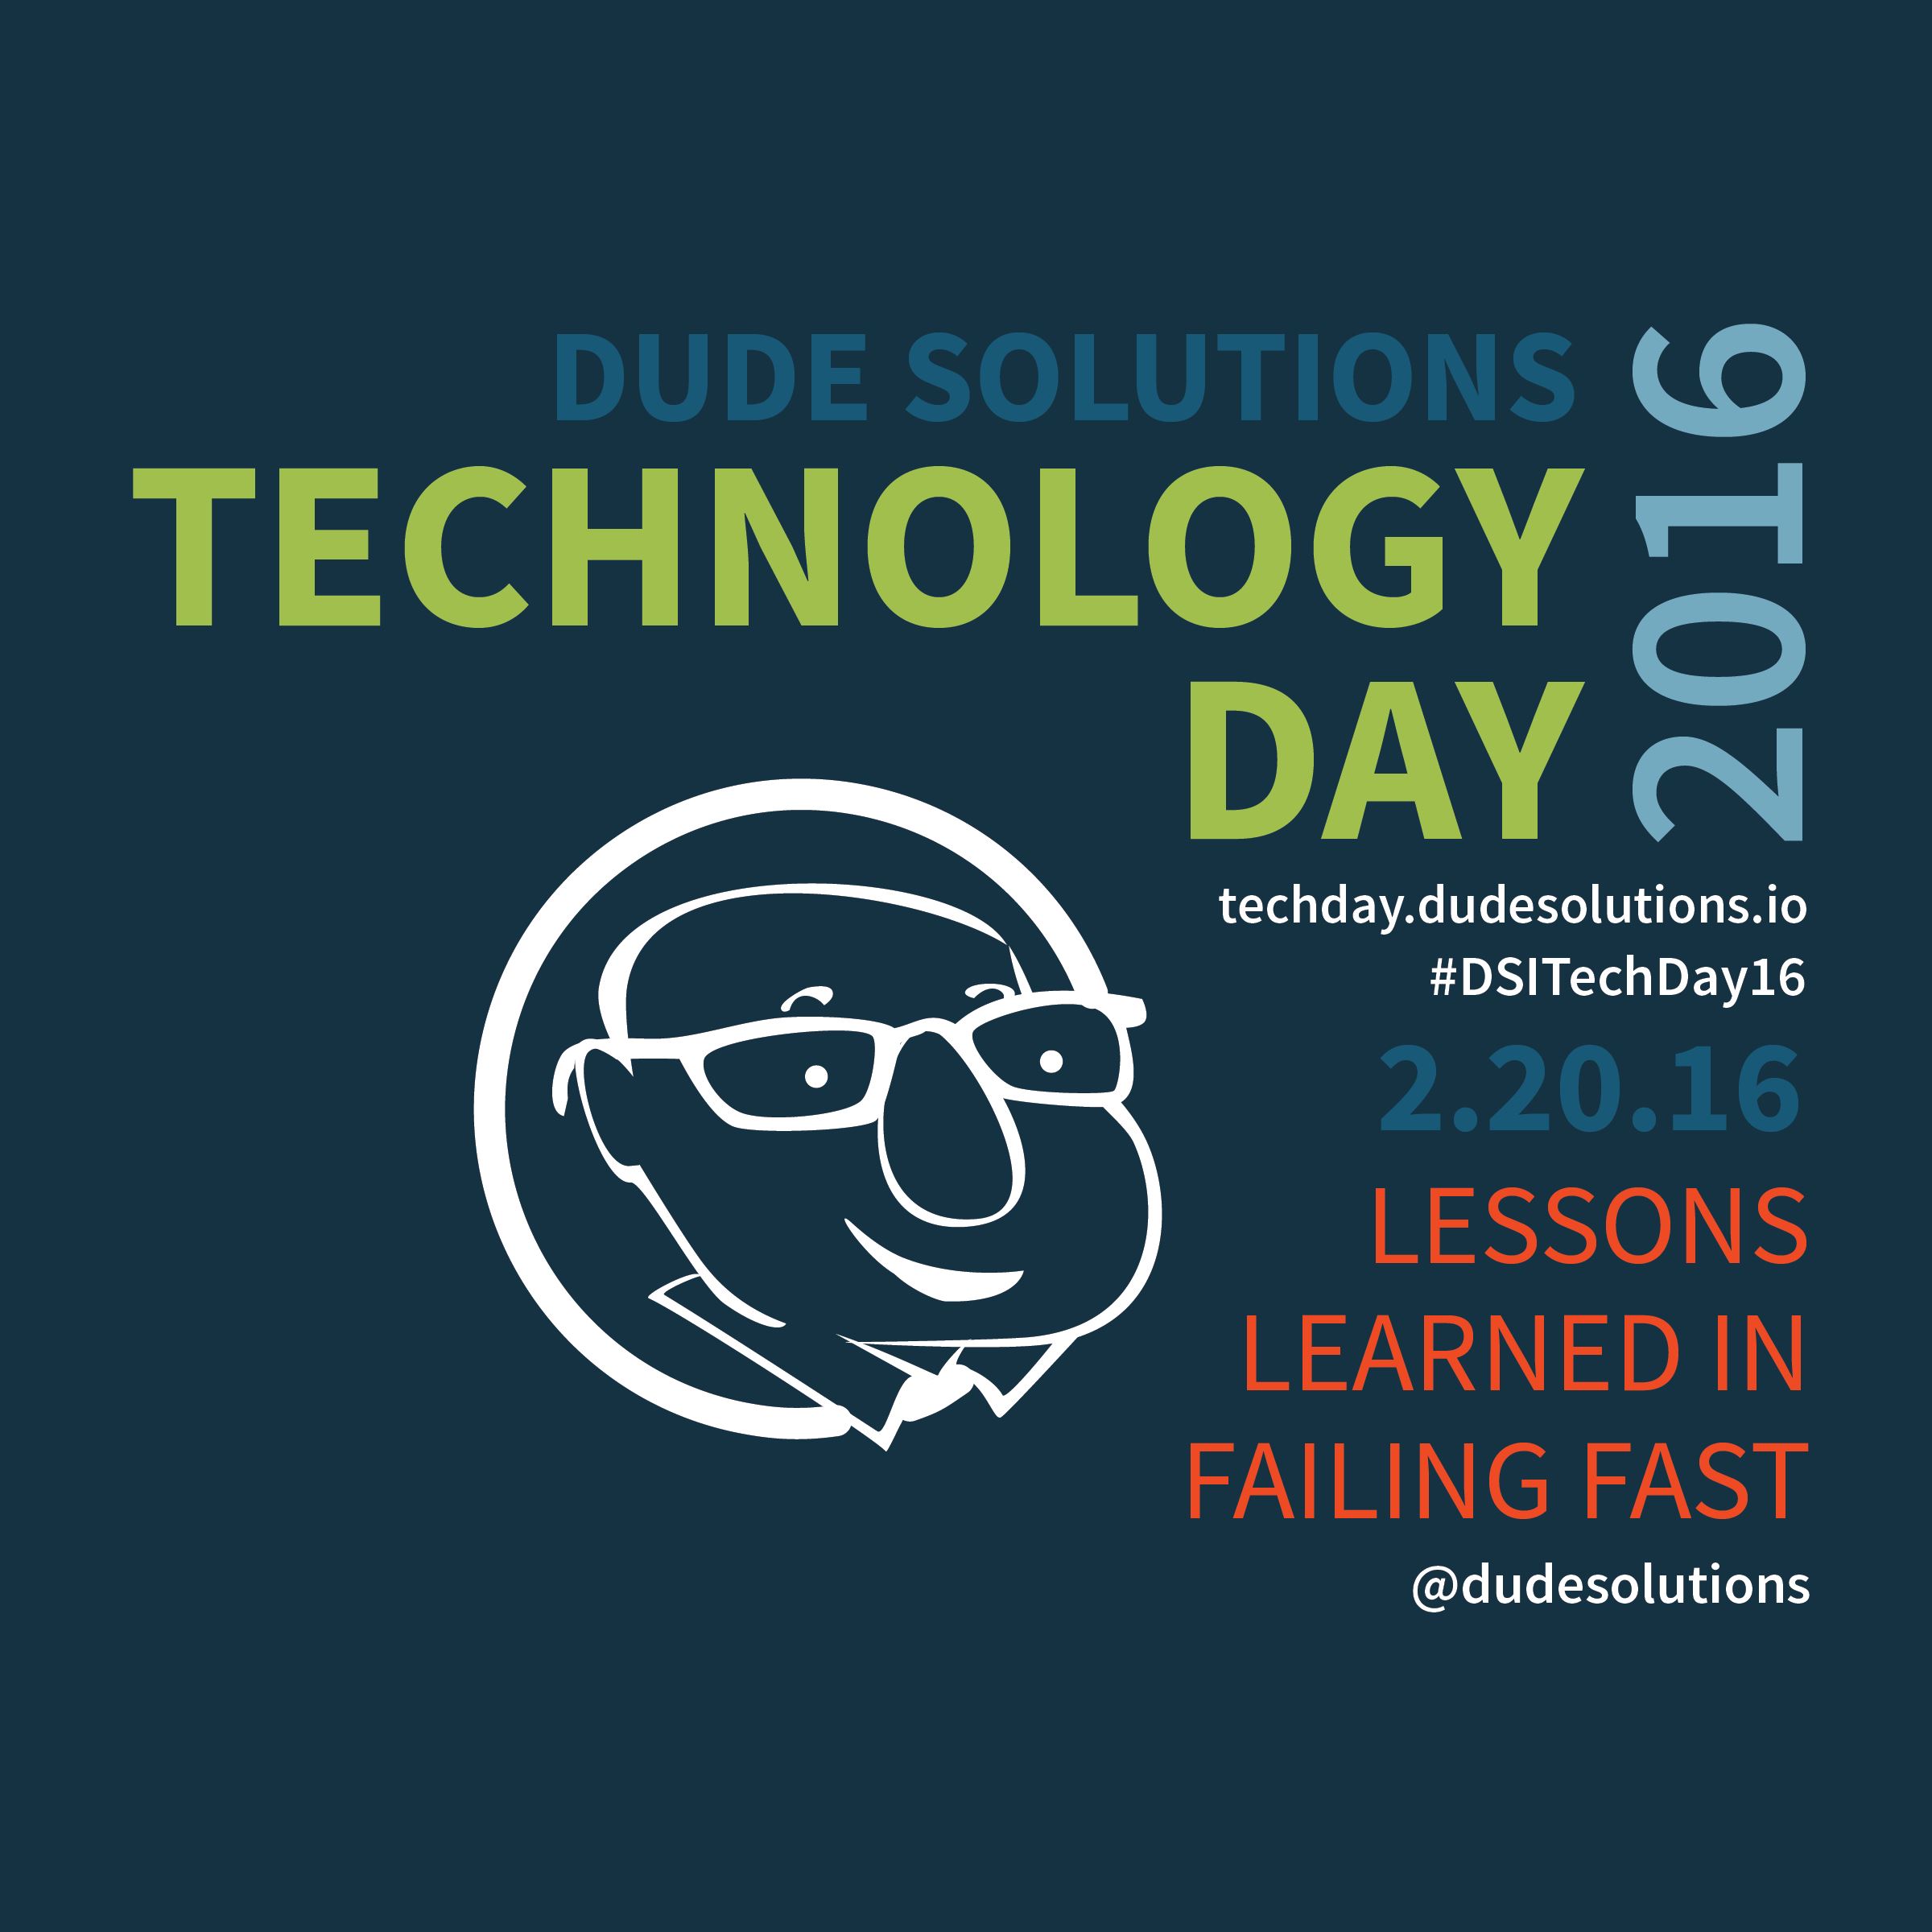 DUDE SOLUTIONS
TECHNOLOGY
DAY
2016
techday.dudesolutions.io
#DSITechDay16
2.20.16
LESSONS
LEARNED IN
FAILING FAST
@dudesolutions